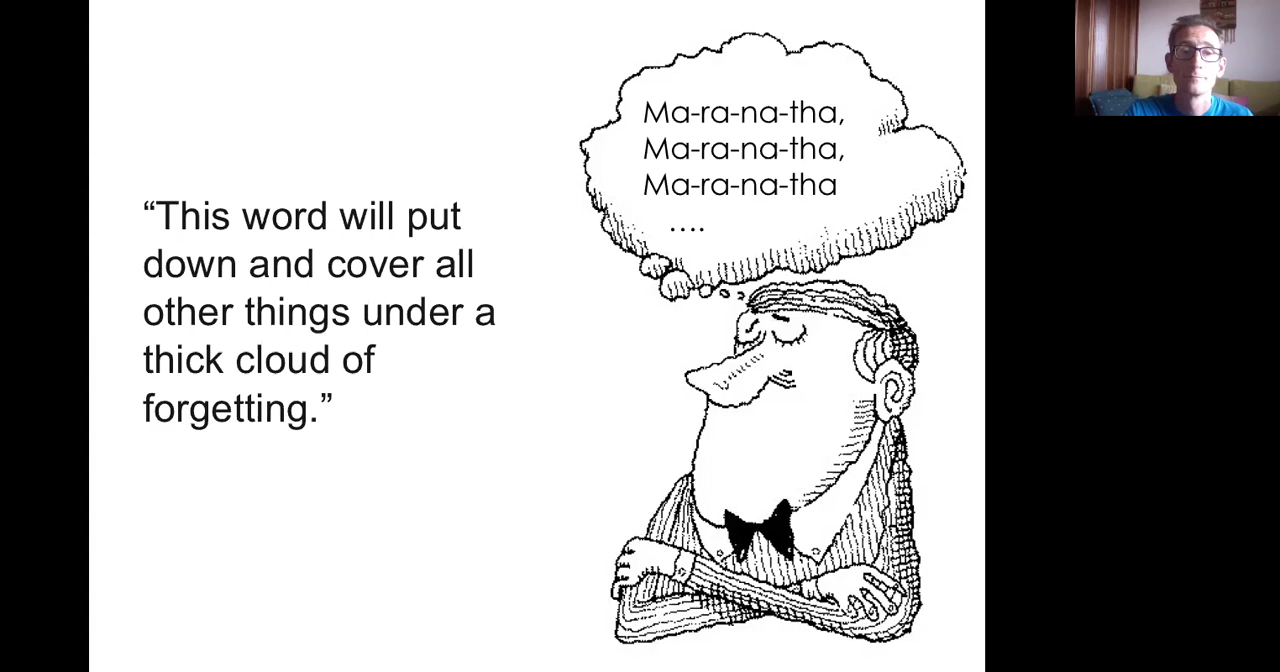 “This word will put
down and cover all
other things under a
thick cloud of
forgetting.”
Ma-ra-na-tha,
Ma-ra-na-tha,
Ma-ra-na-tha
....